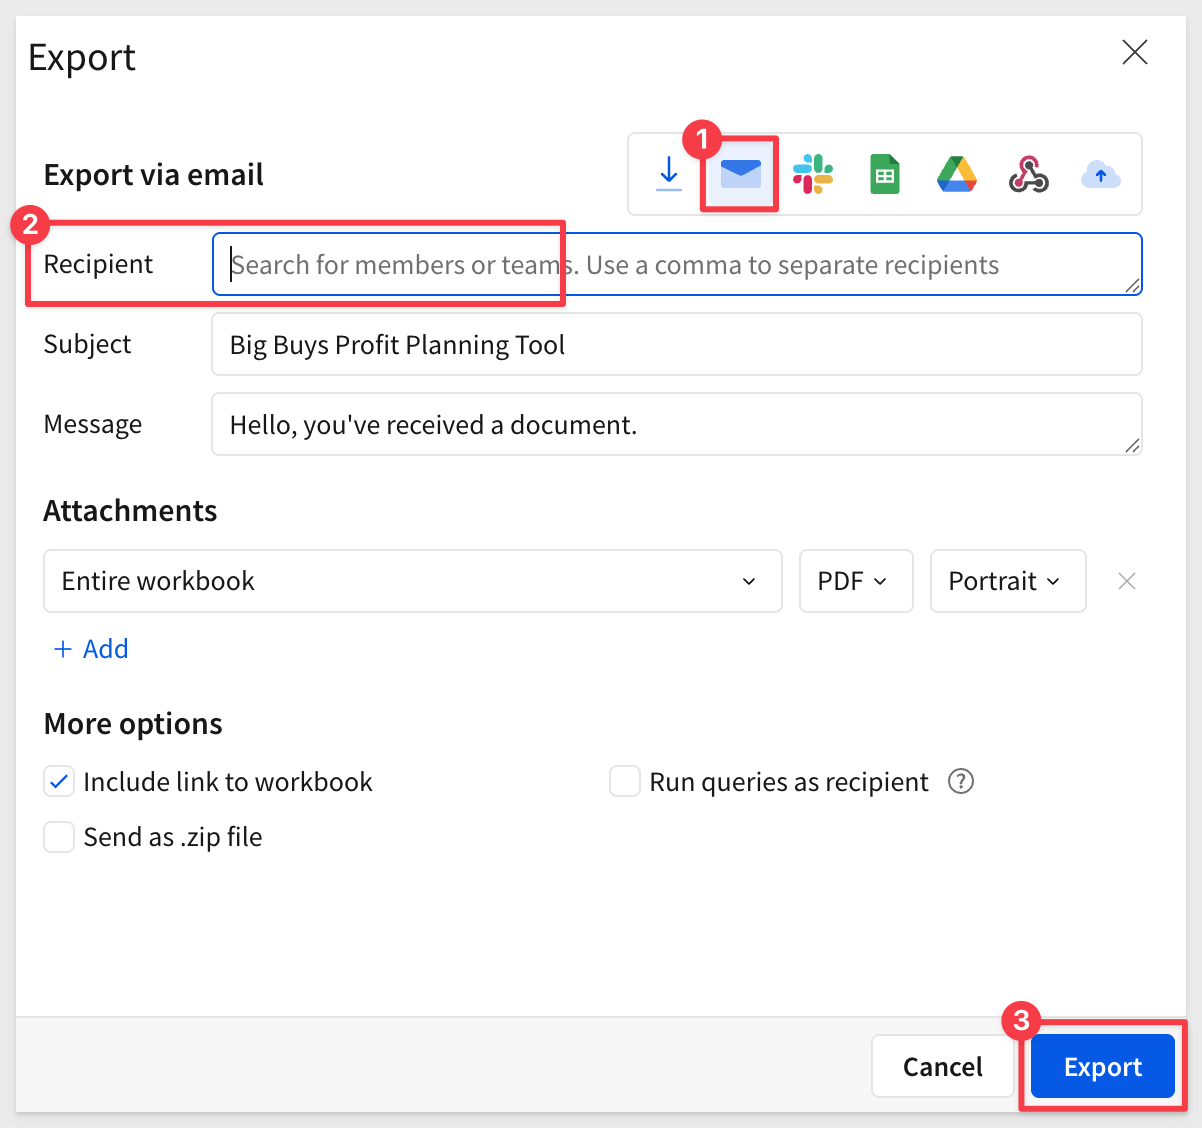 Export
1
Export via email
2
Recipient
Search for members or teams. Use a comma to separate recipients
Subject
Big Buys Profit Planning Tool
Message
Hello, you've received a document.
Attachments
Entire workbook
PDF
Portrait
+ Add
More options
Include link to workbook
Run queries as recipient ?
Send as .zip file
3
Cancel
Export